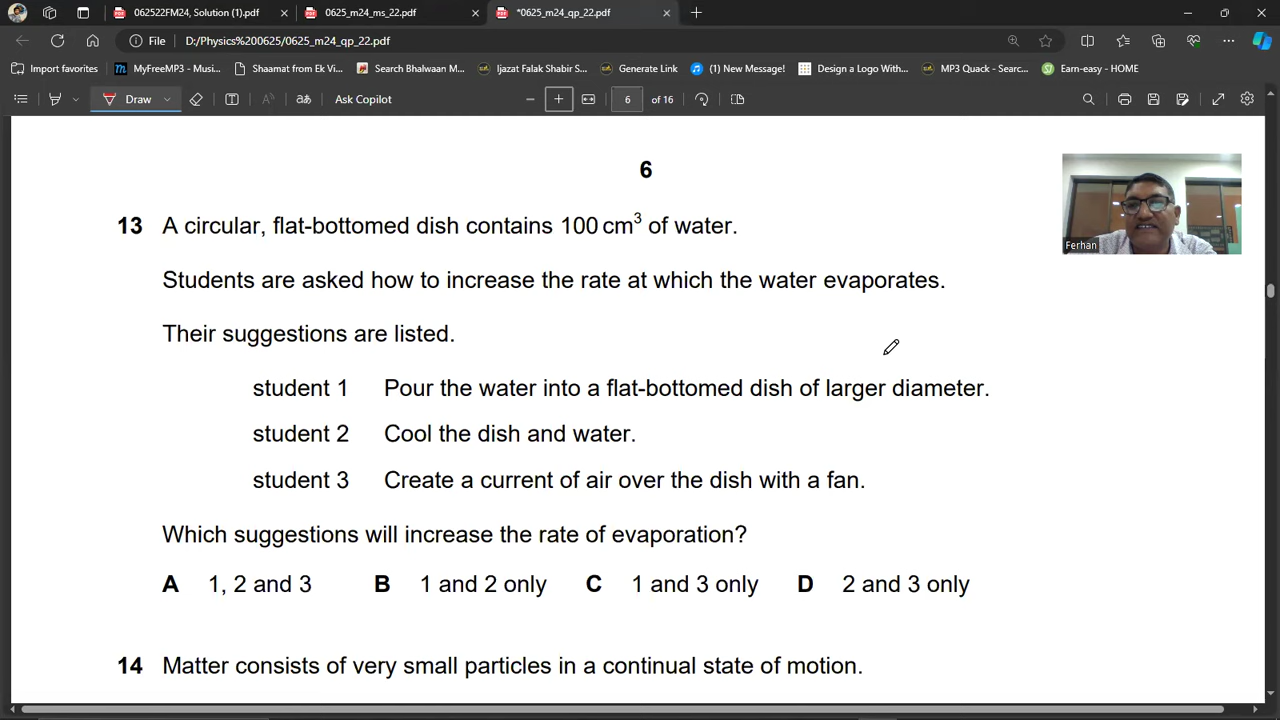 062522FM24, Solution (1).pdf
0625_m24_ms_22.pdf
*0625_m24_qp_22.pdf
File
D:/Physics%200625/0625_m24_qp_22.pdf
Import favorites
MyFreeMP3 - Musi...
Shaamat from Ek Vi...
Search Bhalwaan M...
Ijazat Falak Shabir S...
Generate Link
(1) New Message!
Design a Logo With...
MP3 Quack - Searc...
Earn-easy - HOME
Draw
Ask Copilot
6 of 16
6
13 A circular, flat-bottomed dish contains 100 cm³ of water.
Students are asked how to increase the rate at which the water evaporates.
Their suggestions are listed.
student 1 Pour the water into a flat-bottomed dish of larger diameter.
student 2 Cool the dish and water.
student 3 Create a current of air over the dish with a fan.
Which suggestions will increase the rate of evaporation?
A 1, 2 and 3 B 1 and 2 only C 1 and 3 only D 2 and 3 only
14 Matter consists of very small particles in a continual state of motion.
Ferhan